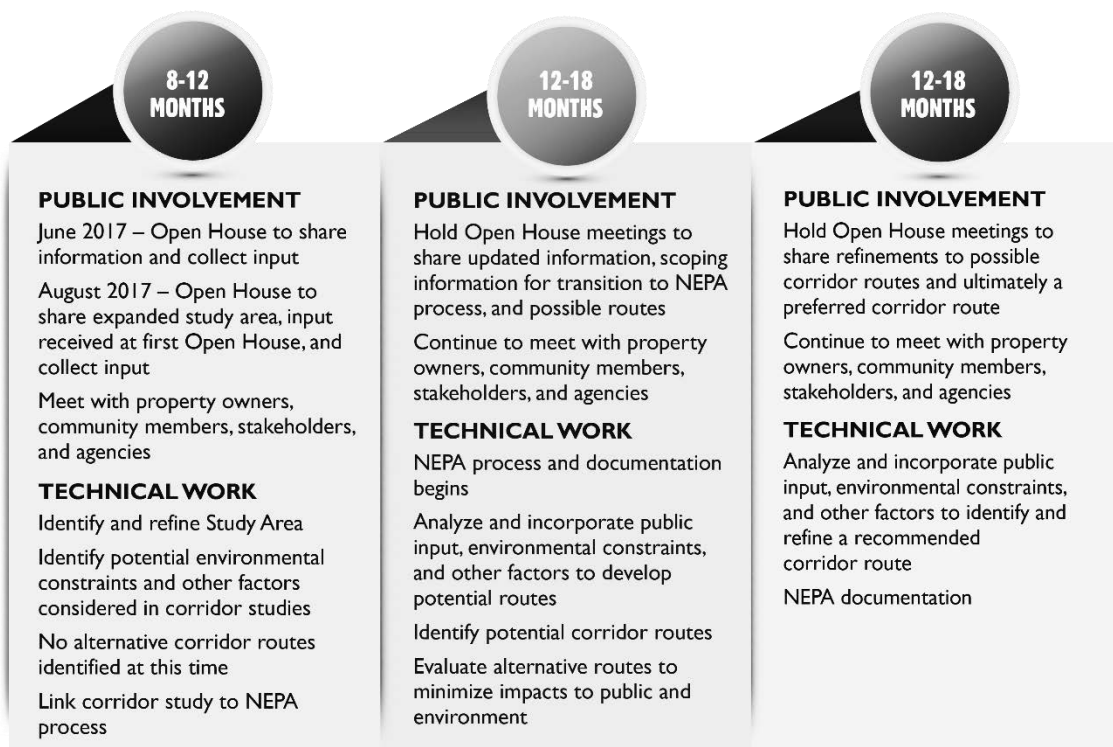 8-12
MONTHS
PUBLIC INVOLVEMENT
June 2017 – Open House to share
information and collect input
August 2017 – Open House to
share expanded study area, input
received at first Open House, and
collect input
Meet with property owners,
community members, stakeholders,
and agencies
TECHNICAL WORK
Identify and refine Study Area
Identify potential environmental
constraints and other factors
considered in corridor studies
No alternative corridor routes
identified at this time
Link corridor study to NEPA
process
12-18
MONTHS
PUBLIC INVOLVEMENT
Hold Open House meetings to
share updated information, scoping
information for transition to NEPA
process, and possible routes
Continue to meet with property
owners, community members,
stakeholders, and agencies
TECHNICAL WORK
NEPA process and documentation
begins
Analyze and incorporate public
input, environmental constraints,
and other factors to develop
potential routes
Identify potential corridor routes
Evaluate alternative routes to
minimize impacts to public and
environment
12-18
MONTHS
PUBLIC INVOLVEMENT
Hold Open House meetings to
share refinements to possible
corridor routes and ultimately a
preferred corridor route
Continue to meet with property
owners, community members,
stakeholders, and agencies
TECHNICAL WORK
Analyze and incorporate public
input, environmental constraints,
and other factors to identify and
refine a recommended
corridor route
NEPA documentation